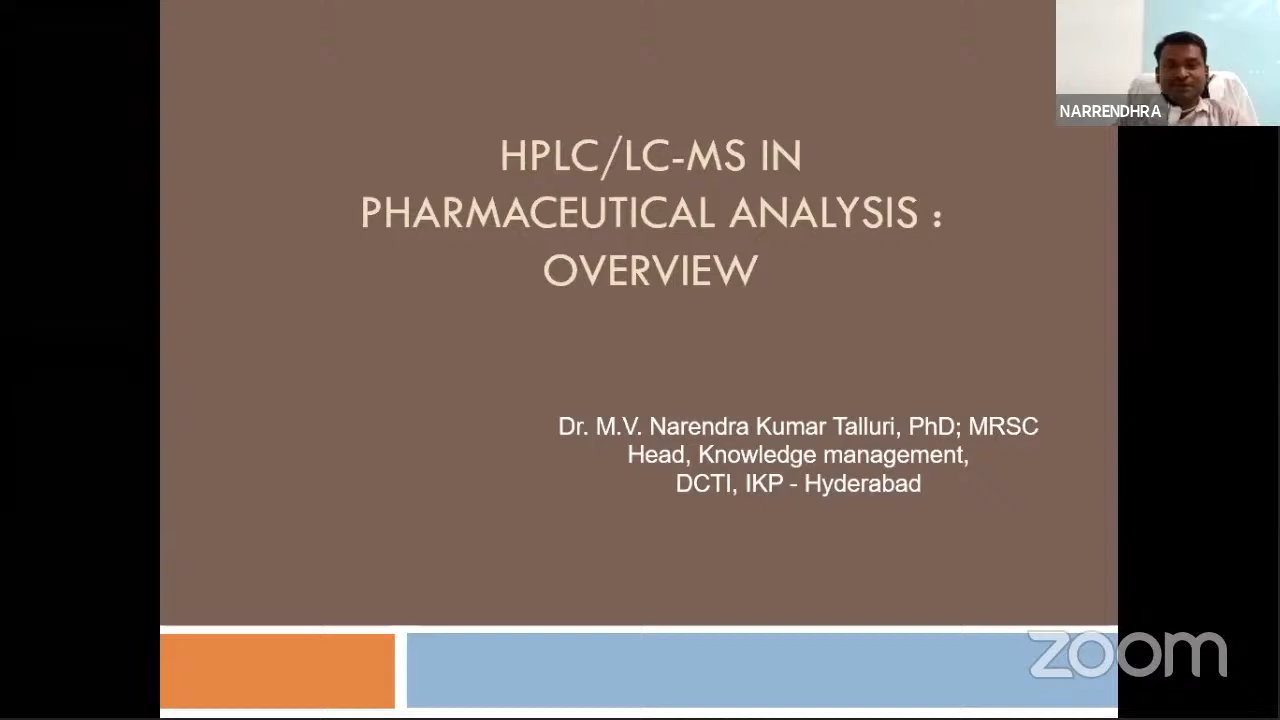 NARRENDHRA
HPLC/LC-MS IN
PHARMACEUTICAL ANALYSIS :
OVERVIEW
Dr. M.V. Narendra Kumar Talluri, PhD; MRSC
Head, Knowledge management,
DCTI, IKP - Hyderabad
zoom